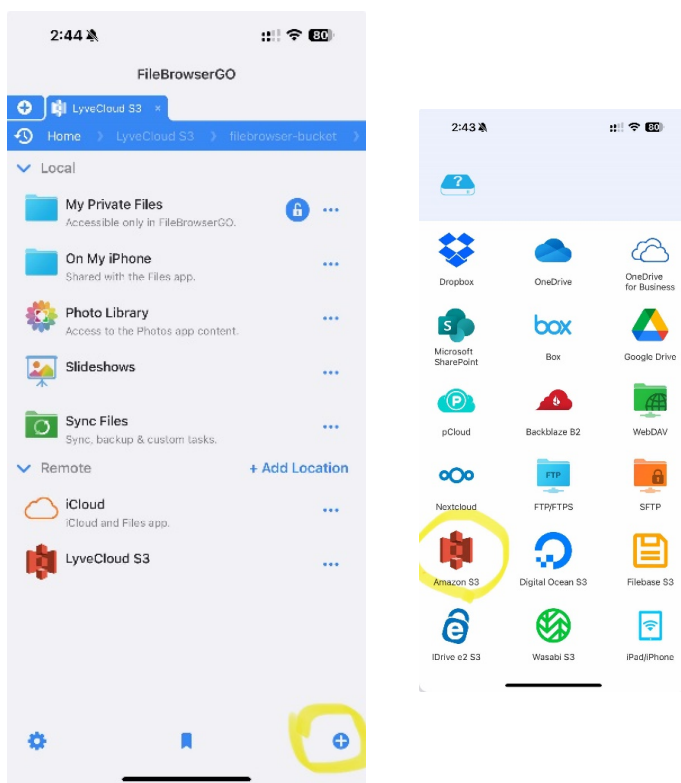 2:44
80
FileBrowserGO
LyveCloud S3 ×
Home LyveCloud S3 filebrowser-bucket
Local
My Private Files
Accessible only in FileBrowserGO.
On My iPhone
Shared with the Files app.
Photo Library
Access to the Photos app content.
Slideshows
Sync Files
Sync, backup & custom tasks.
Remote
+ Add Location
iCloud
iCloud and Files app.
LyveCloud S3
2:43
80
?
Dropbox
OneDrive
OneDrive
for Business
S
Microsoft
SharePoint
box
Box
Google Drive
P
pCloud
Backblaze B2
WebDAV
Nextcloud
FTP
FTP/FTPS
SFTP
Amazon S3
Digital Ocean S3
Filebase S3
e
IDrive e2 S3
Wasabi S3
iPad/iPhone